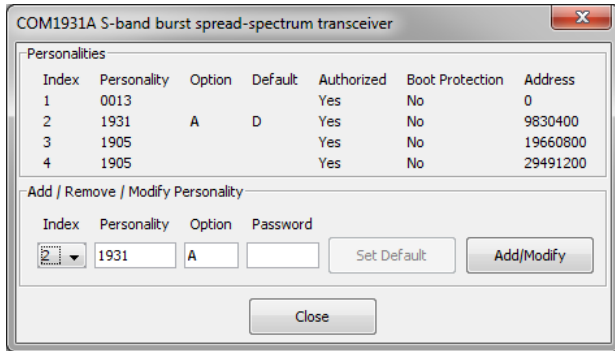 COM1931A S-band burst spread-spectrum transceiver
Personalities
Index Personality Option Default Authorized Boot Protection Address
1 0013 Yes No 0
2 1931 A D Yes No 9830400
3 1905 Yes No 19660800
4 1905 Yes No 29491200
Add / Remove / Modify Personality
Index Personality Option Password
2 1931 A Set Default Add/Modify
Close